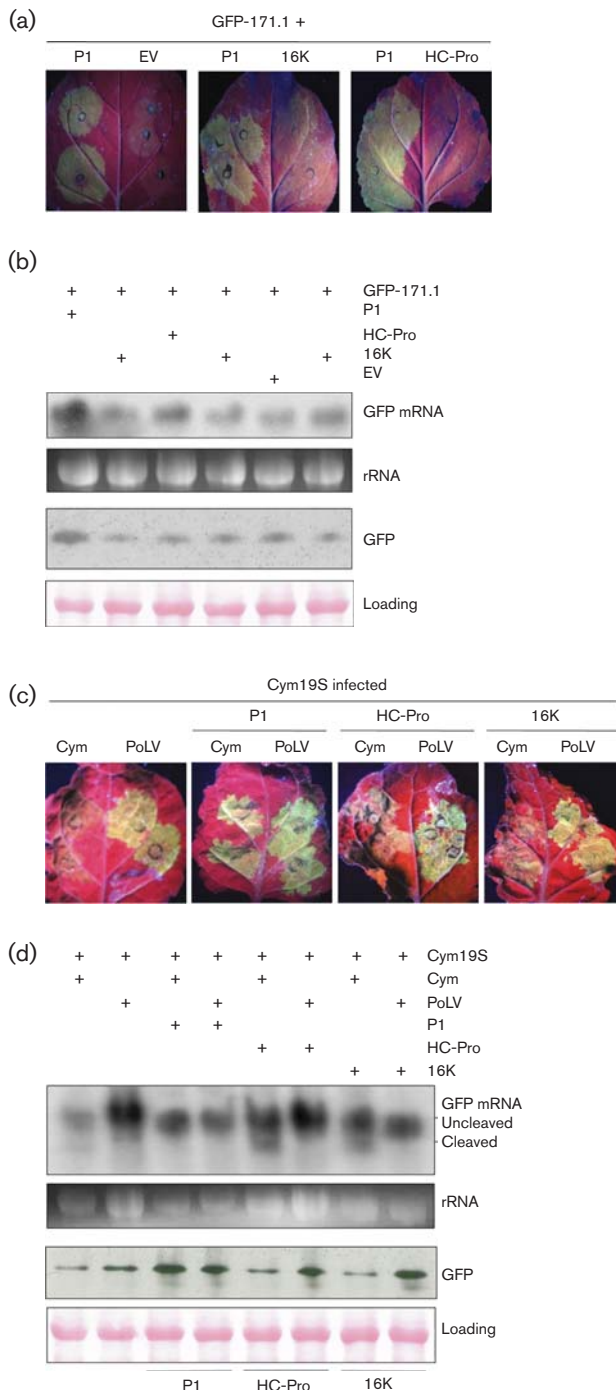 (a)
GFP-171.1 +
P1 EV P1 16K P1 HC-Pro
(b)
+ + + + + + GFP-171.1
+ P1
+ HC-Pro
+ + + 16K
+ EV
GFP mRNA
rRNA
GFP
Loading
(c)
Cym19S infected
P1 HC-Pro 16K
Cym PoLV Cym PoLV Cym PoLV Cym PoLV
(d)
+ + + + + + + + Cym19S
+ + + + Cym
+ + + + PoLV
+ + P1
+ + HC-Pro
+ + 16K
GFP mRNA
Uncleaved
Cleaved
rRNA
GFP
Loading
P1 HC-Pro 16K